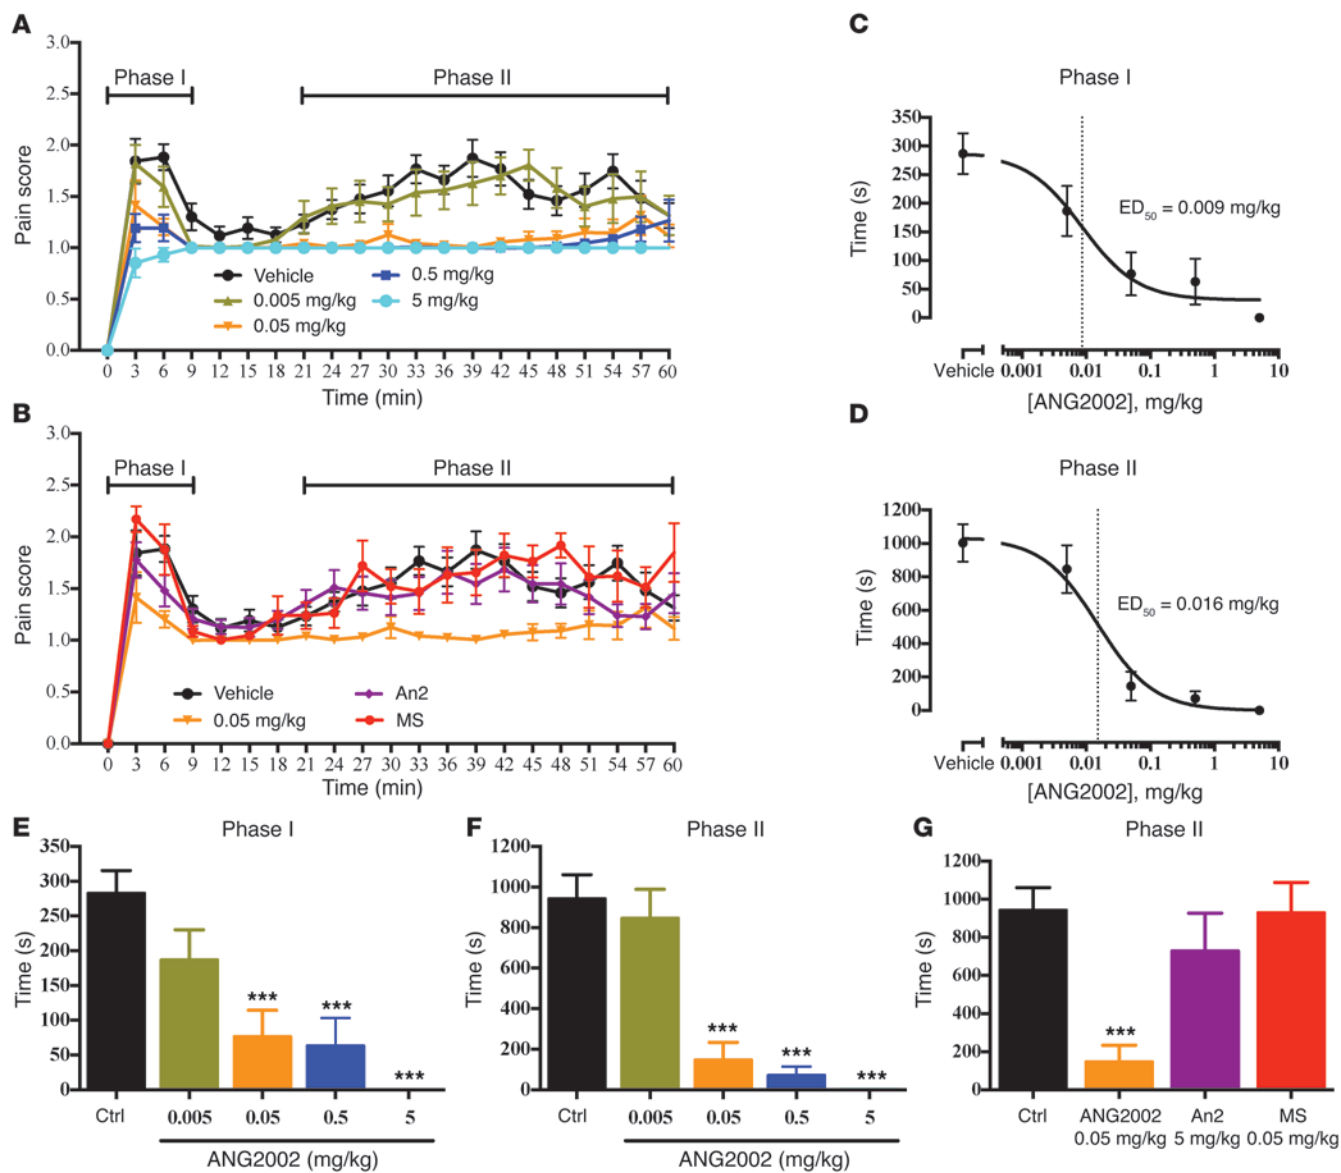 A
Pain score
3.0
2.5
2.0
1.5
1.0
0.5
0.0
Phase I
Phase II
Vehicle
0.005 mg/kg
0.05 mg/kg
0.5 mg/kg
5 mg/kg
0 3 6 9 12 15 18 21 24 27 30 33 36 39 42 45 48 51 54 57 60
Time (min)
B
Pain score
3.0
2.5
2.0
1.5
1.0
0.5
0.0
Phase I
Phase II
Vehicle
0.05 mg/kg
An2
MS
0 3 6 9 12 15 18 21 24 27 30 33 36 39 42 45 48 51 54 57 60
Time (min)
C
Phase I
Time (s)
350
300
250
200
150
100
50
0
ED50 = 0.009 mg/kg
Vehicle 0.001 0.01 0.1 1 10
[ANG2002], mg/kg
D
Phase II
Time (s)
1200
1000
800
600
400
200
0
ED50 = 0.016 mg/kg
Vehicle 0.001 0.01 0.1 1 10
[ANG2002], mg/kg
E
Phase I
Time (s)
350
300
250
200
150
100
50
0
*** *** ***
Ctrl 0.005 0.05 0.5 5
ANG2002 (mg/kg)
F
Phase II
Time (s)
1200
1000
800
600
400
200
0
*** *** ***
Ctrl 0.005 0.05 0.5 5
ANG2002 (mg/kg)
G
Phase II
Time (s)
1200
1000
800
600
400
200
0
***
Ctrl ANG2002 An2 MS
0.05 mg/kg 5 mg/kg 0.05 mg/kg